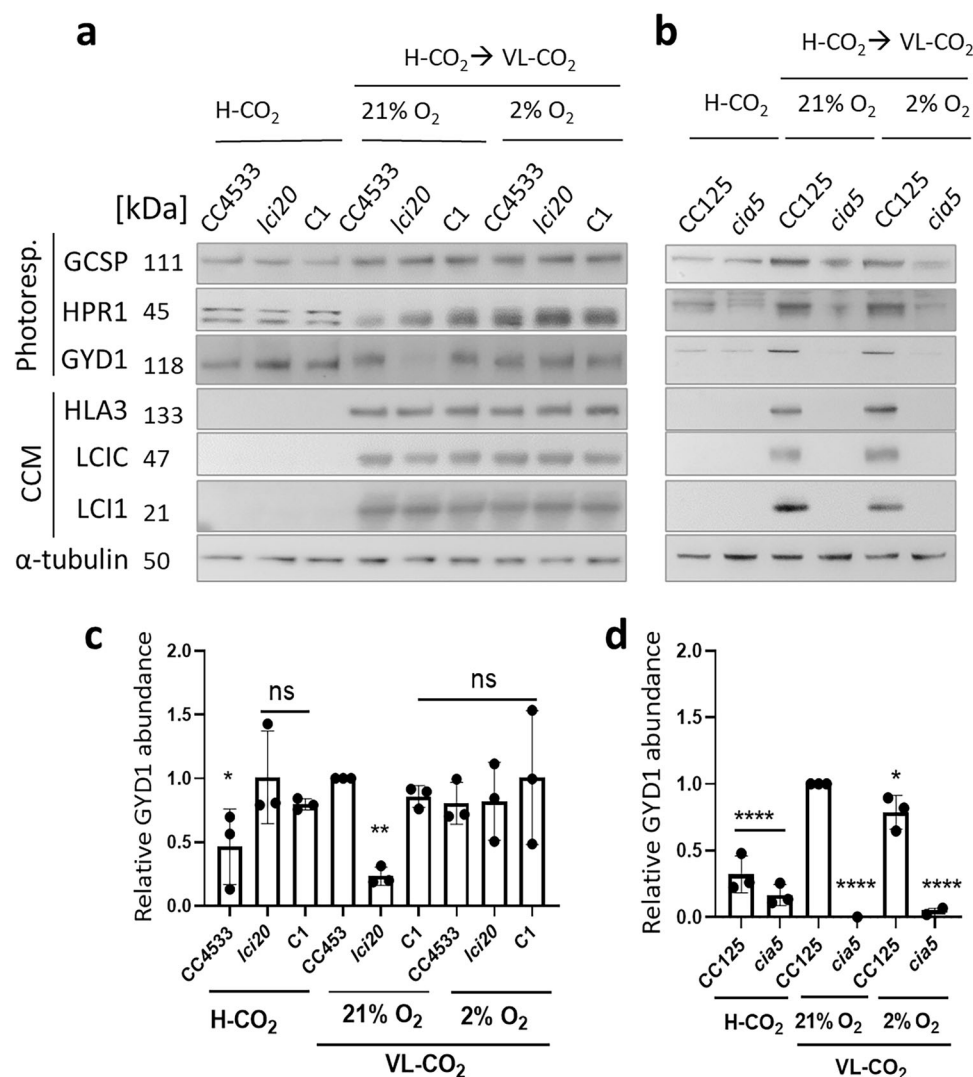 a
H-CO₂→ VL-CO₂
H-CO₂ 21% O₂ 2% O₂
[kDa] CC4533 lci20 C1 CC4533 lci20 C1 CC4533 lci20 C1
Photoresp.
GCSP 111
HPR1 45
GYD1 118
CCM
HLA3 133
LCIC 47
LCI1 21
α-tubulin 50
b
H-CO₂→ VL-CO₂
H-CO₂ 21% O₂ 2% O₂
CC125 cia5 CC125 cia5 CC125 cia5
c
Relative GYD1 abundance
2.0
1.5
1.0
0.5
0.0
* ns ** ns
CC4533 lci20 C1 CC453 lci20 C1 CC4533 lci20 C1
H-CO₂ 21% O₂ 2% O₂
VL-CO₂
d
Relative GYD1 abundance
2.0
1.5
1.0
0.5
0.0
**** **** * ****
CC125 cia5 CC125 cia5 CC125 cia5
H-CO₂ 21% O₂ 2% O₂
VL-CO₂